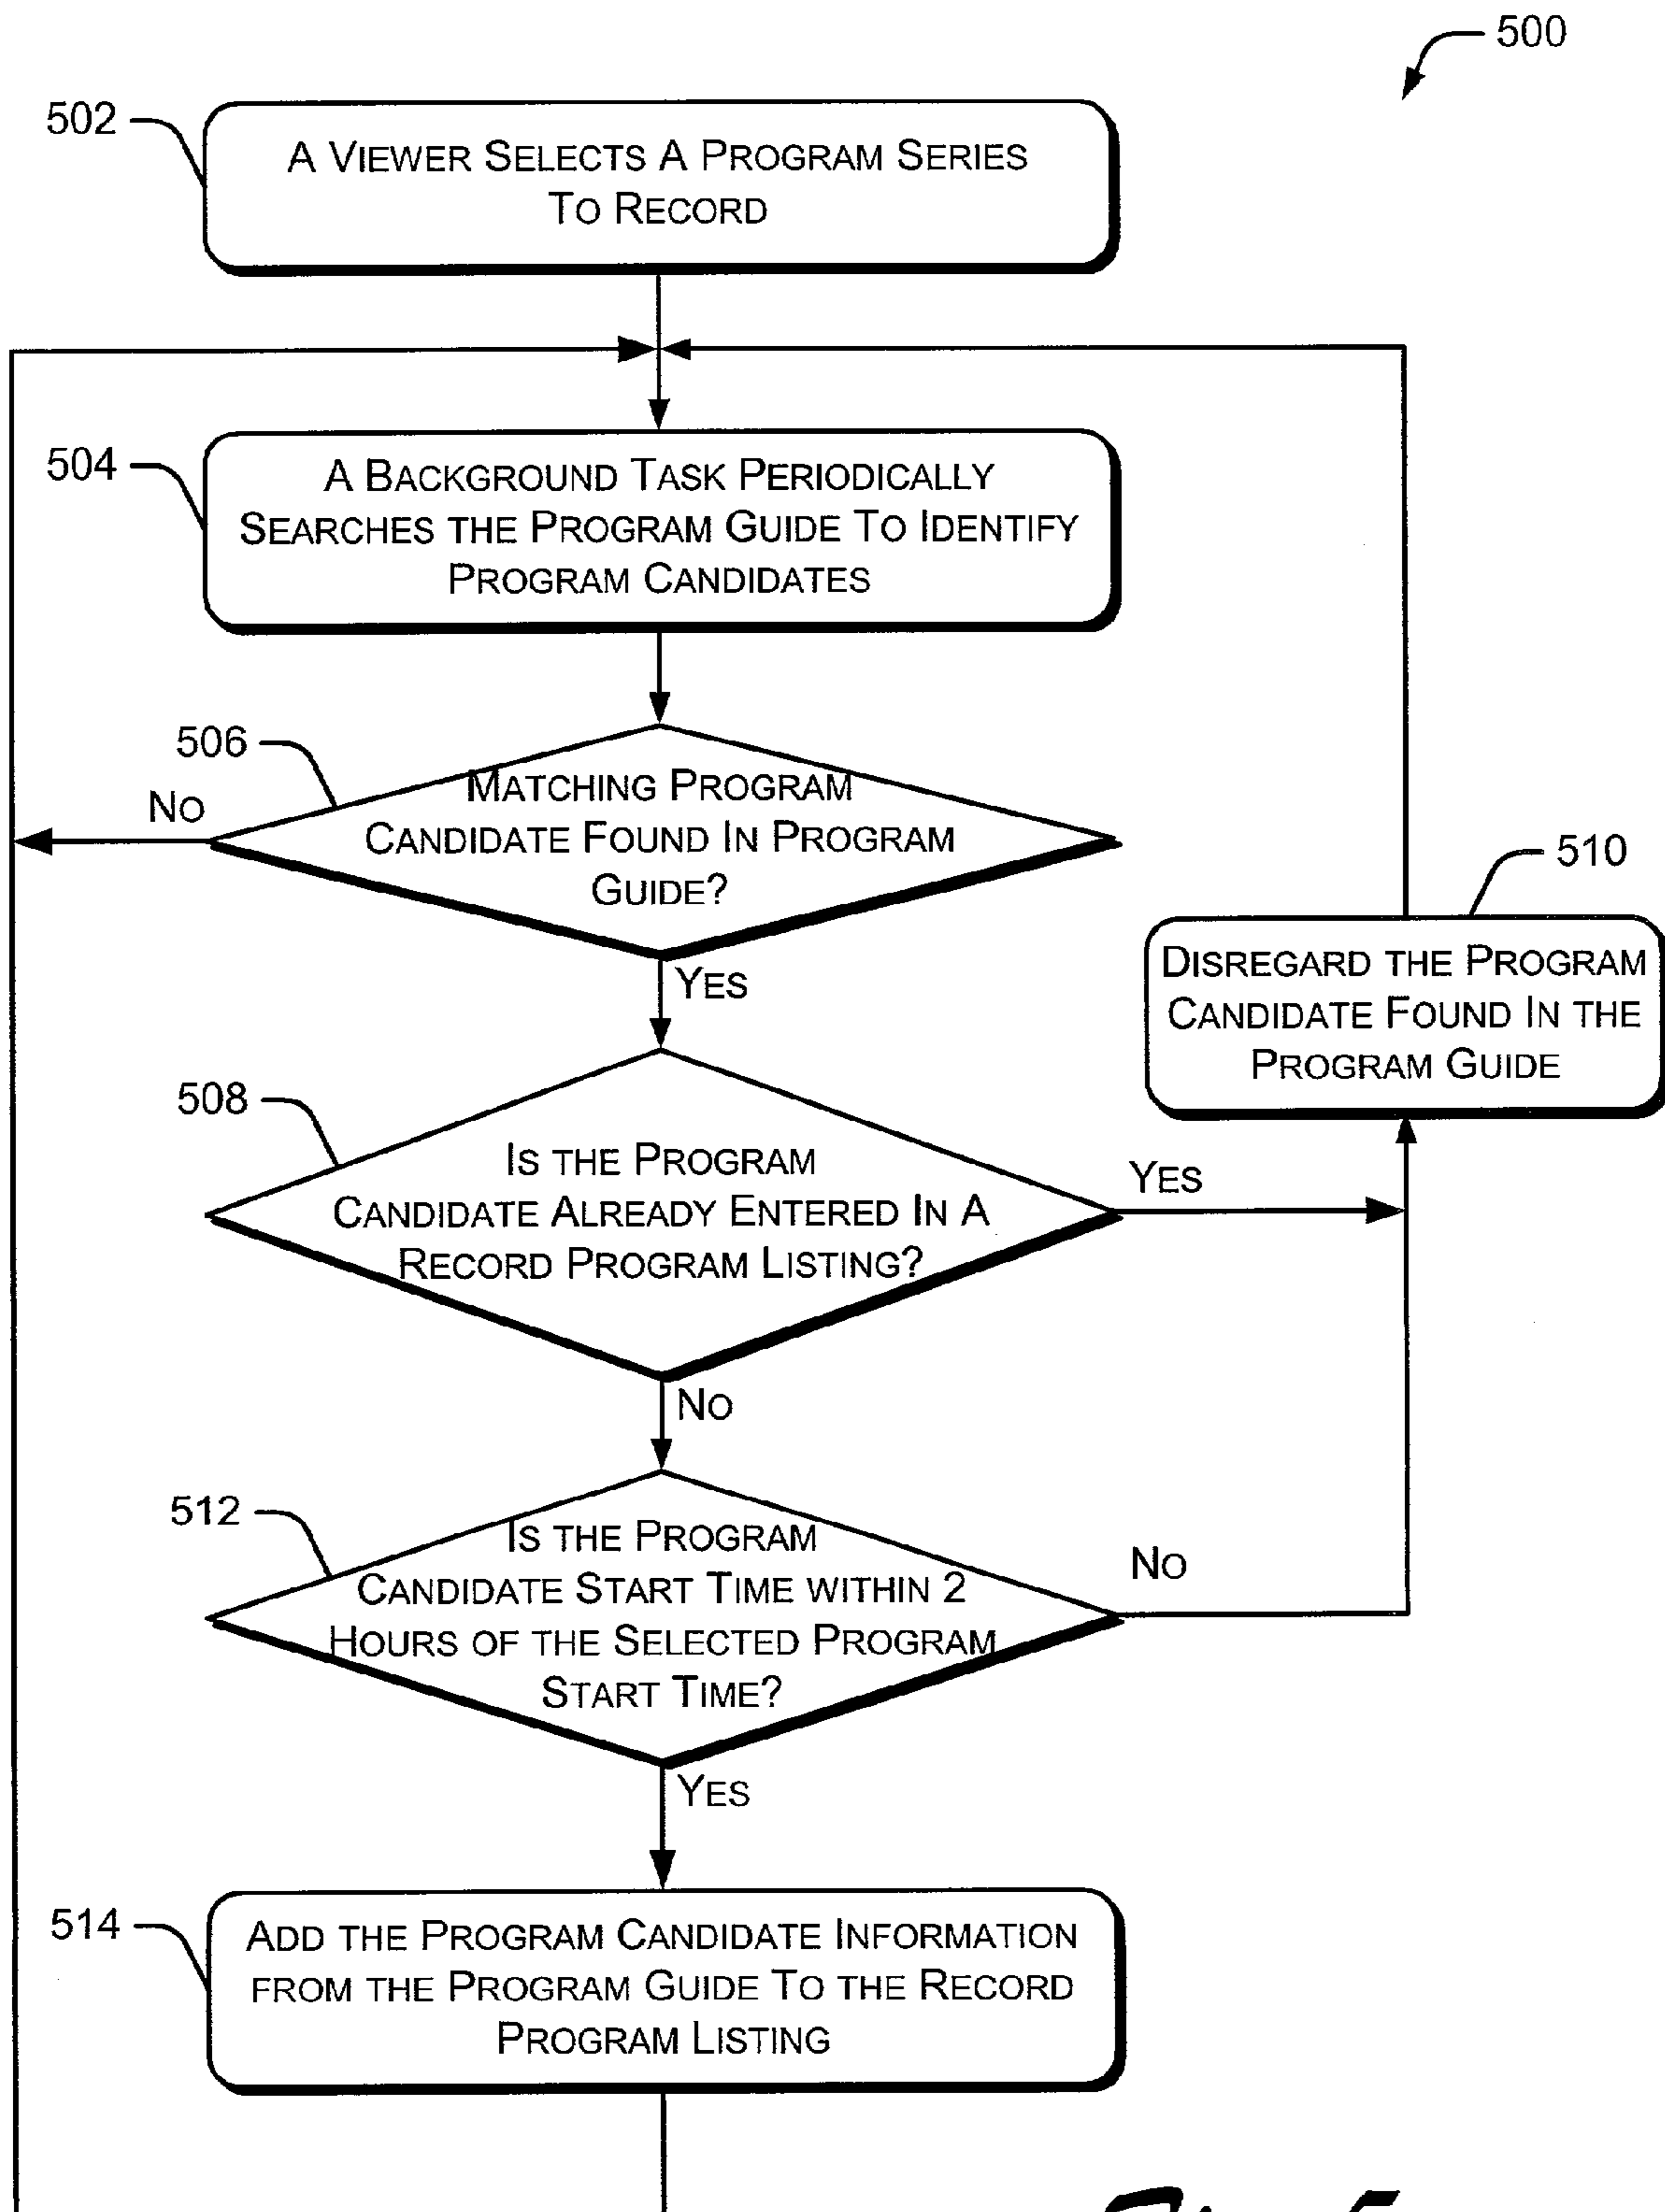 500
502
A VIEWER SELECTS A PROGRAM SERIES
TO RECORD
504
A BACKGROUND TASK PERIODICALLY
SEARCHES THE PROGRAM GUIDE TO IDENTIFY
PROGRAM CANDIDATES
506
NO
MATCHING PROGRAM
CANDIDATE FOUND IN PROGRAM
GUIDE?
YES
510
DISREGARD THE PROGRAM
CANDIDATE FOUND IN THE
PROGRAM GUIDE
508
IS THE PROGRAM
CANDIDATE ALREADY ENTERED IN A
RECORD PROGRAM LISTING?
YES
NO
512
IS THE PROGRAM
CANDIDATE START TIME WITHIN 2
HOURS OF THE SELECTED PROGRAM
START TIME?
NO
YES
514
ADD THE PROGRAM CANDIDATE INFORMATION
FROM THE PROGRAM GUIDE TO THE RECORD
PROGRAM LISTING